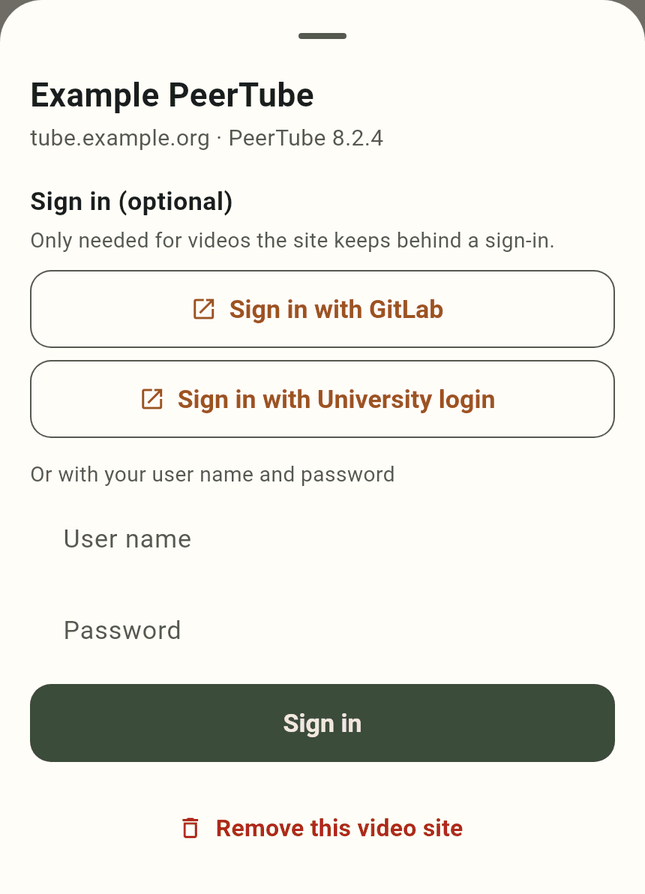 Example PeerTube
tube.example.org · PeerTube 8.2.4
Sign in (optional)
Only needed for videos the site keeps behind a sign-in.
Sign in with GitLab
Sign in with University login
Or with your user name and password
User name
Password
Sign in
Remove this video site